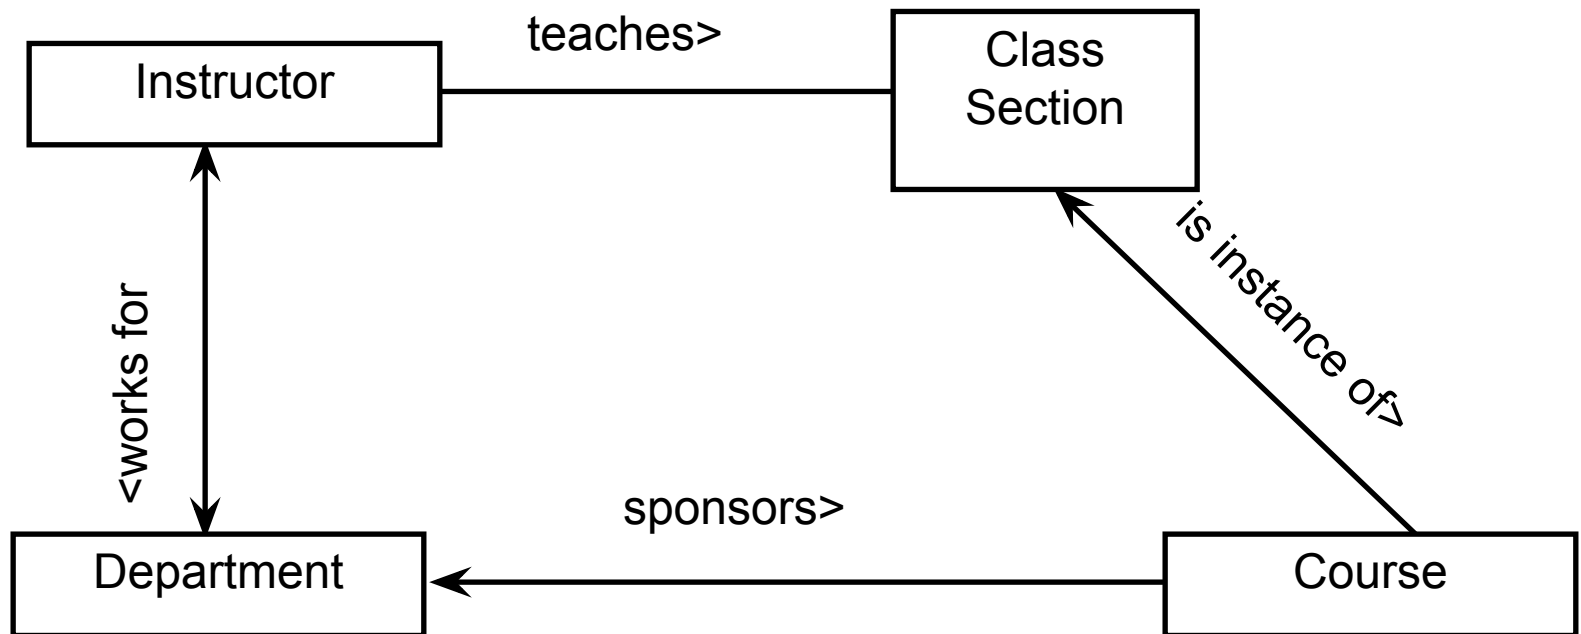 teaches>
Instructor
Class
Section
is instance of>
<works for
sponsors>
Department
Course